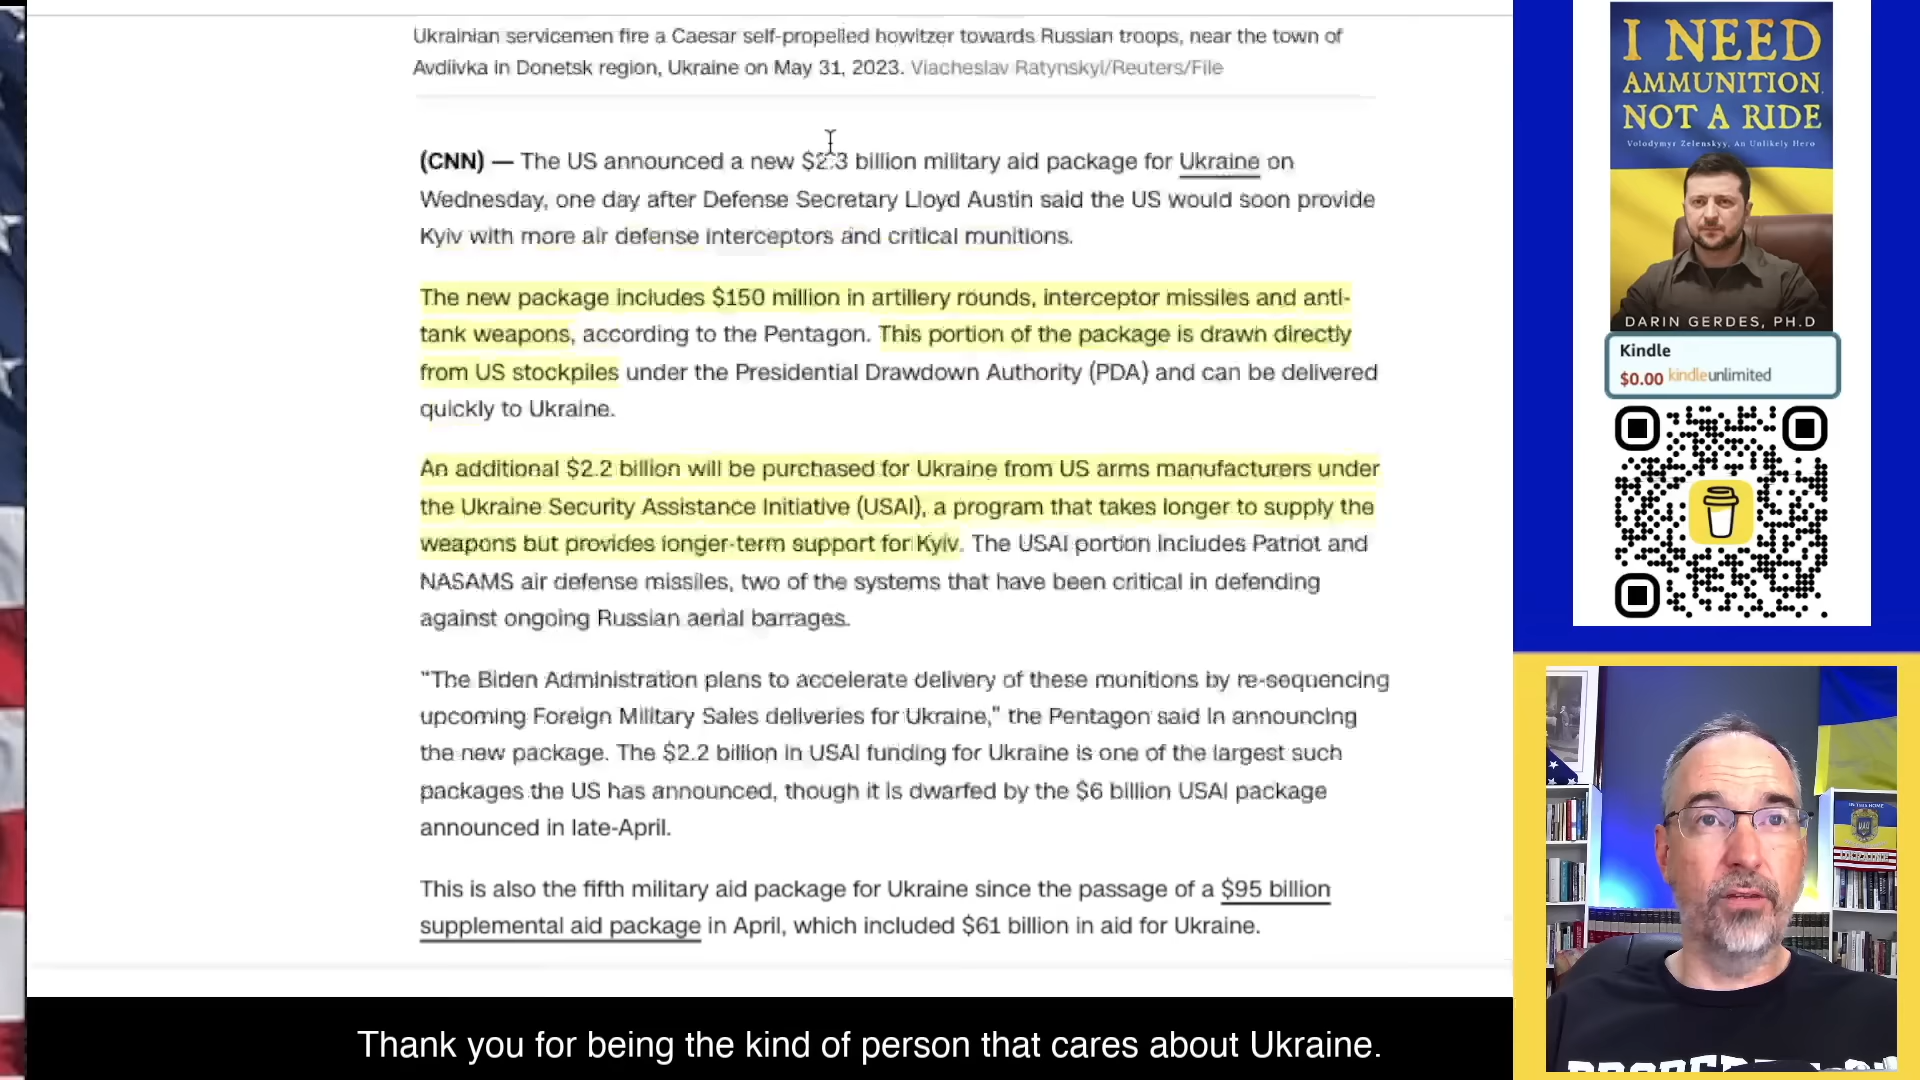 Ukrainian servicemen fire a Caesar self-propelled howitzer towards Russian troops, near the town of
Avdiivka in Donetsk region, Ukraine on May 31, 2023. Viacheslav Ratynskyi/Reuters/File
(CNN) — The US announced a new $2.3 billion military aid package for Ukraine on
Wednesday, one day after Defense Secretary Lloyd Austin said the US would soon provide
Kyiv with more air defense interceptors and critical munitions.
The new package includes $150 million in artillery rounds, interceptor missiles and anti-
tank weapons, according to the Pentagon. This portion of the package is drawn directly
from US stockpiles under the Presidential Drawdown Authority (PDA) and can be delivered
quickly to Ukraine.
An additional $2.2 billion will be purchased for Ukraine from US arms manufacturers under
the Ukraine Security Assistance Initiative (USAI), a program that takes longer to supply the
weapons but provides longer-term support for Kyiv. The USAI portion includes Patriot and
NASAMS air defense missiles, two of the systems that have been critical in defending
against ongoing Russian aerial barrages.
"The Biden Administration plans to accelerate delivery of these munitions by re-sequencing
upcoming Foreign Military Sales deliveries for Ukraine," the Pentagon said in announcing
the new package. The $2.2 billion in USAI funding for Ukraine is one of the largest such
packages the US has announced, though it is dwarfed by the $6 billion USAI package
announced in late-April.
This is also the fifth military aid package for Ukraine since the passage of a $95 billion
supplemental aid package in April, which included $61 billion in aid for Ukraine.
Thank you for being the kind of person that cares about Ukraine.
I NEED
AMMUNITION,
NOT A RIDE
Volodymyr Zelenskyy, An Unlikely Hero
DARIN GERDES, PH.D
Kindle
$0.00 kindleunlimited
IN THIS HOME
UKRAINE